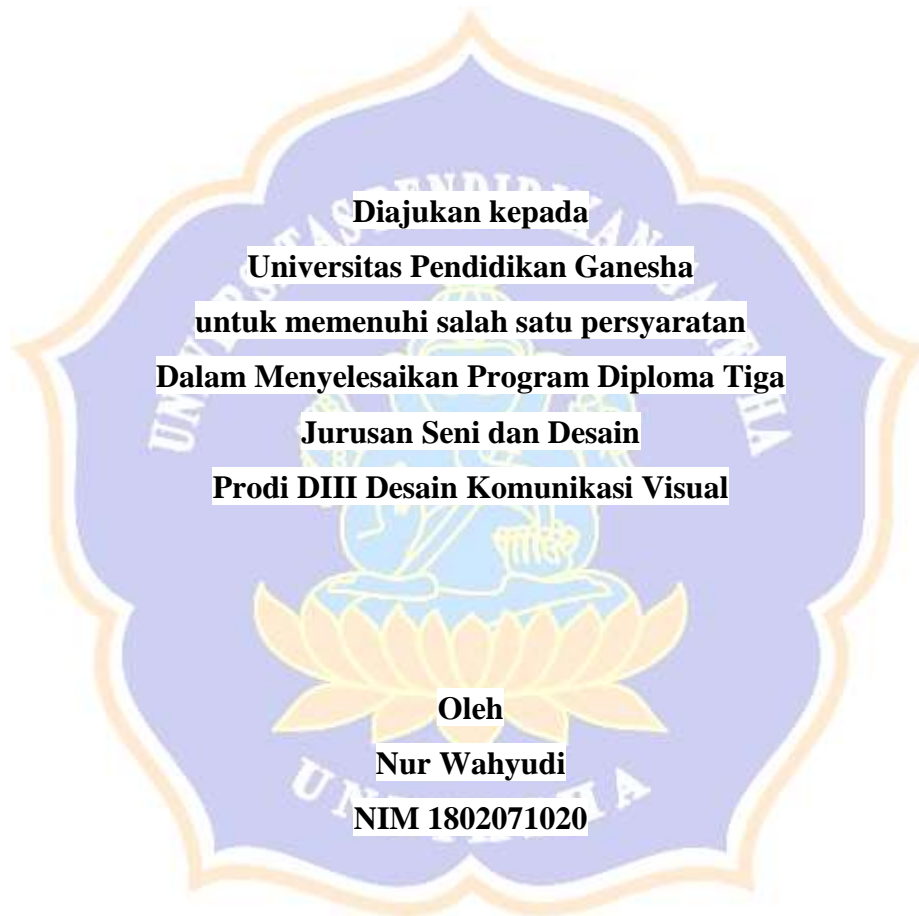 Diajukan kepada
Universitas Pendidikan Ganesha
untuk memenuhi salah satu persyaratan
Dalam Menyelesaikan Program Diploma Tiga
Jurusan Seni dan Desain
Prodi DIII Desain Komunikasi Visual
Oleh
Nur Wahyudi
NIM 1802071020